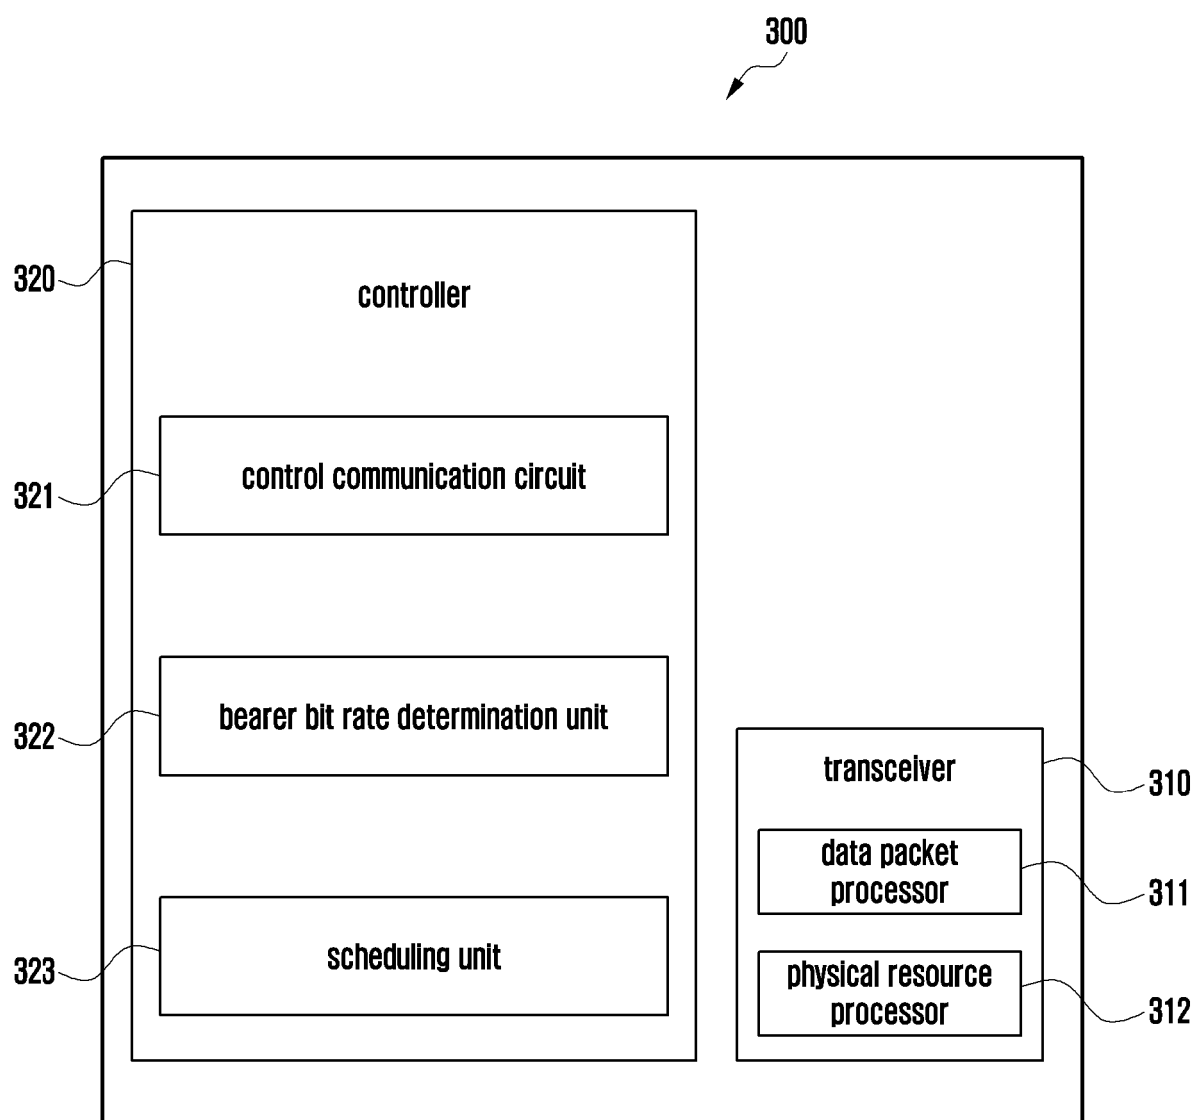 300
320
controller
321
control communication circuit
322
bearer bit rate determination unit
323
scheduling unit
transceiver
310
data packet
processor
311
physical resource
processor
312